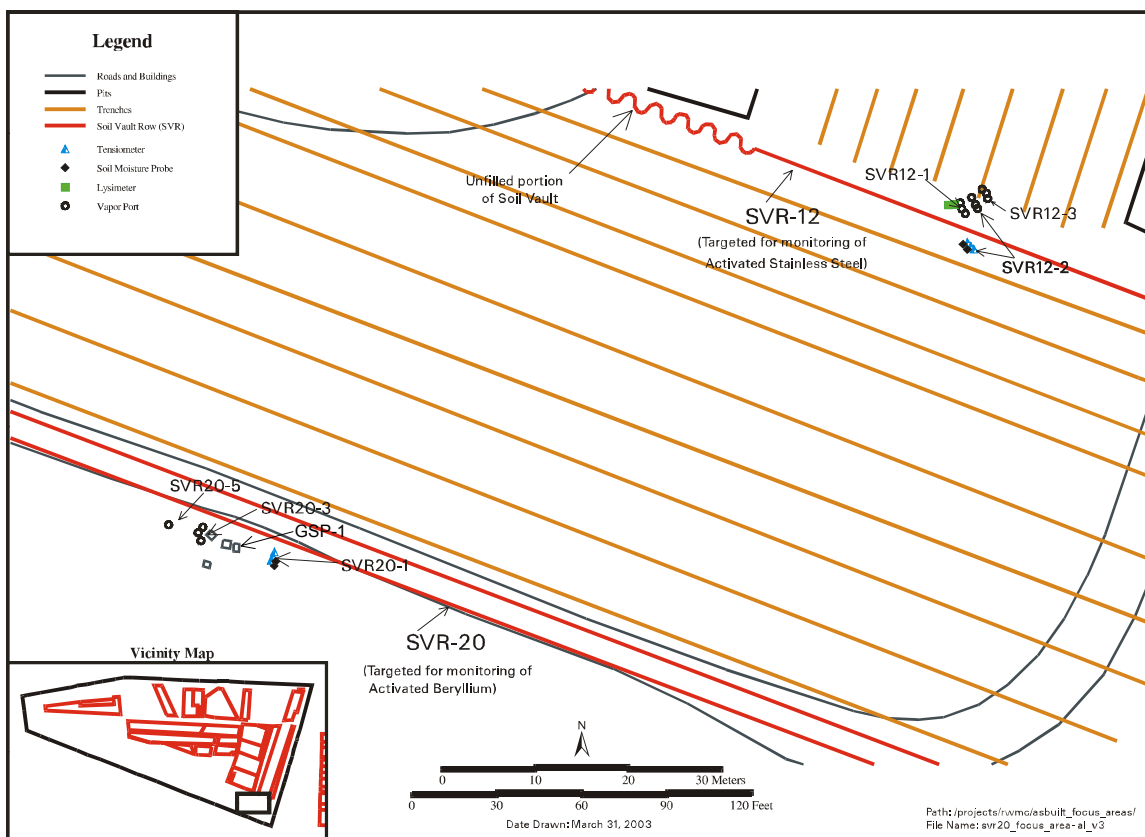 Legend
Roads and Buildings
Pits
Trenches
Soil Vault Row (SVR)
Tensiometer
Soil Moisture Probe
Lysimeter
Vapor Port
Unfilled portion
of Soil Vault
SVR-12
(Targeted for monitoring of
Activated Stainless Steel)
SVR12-1
SVR12-3
SVR12-2
SVR20-5
SVR20-3
GSP-1
SVR20-1
SVR-20
(Targeted for monitoring of
Activated Beryllium)
Vicinity Map
N
0 10 20 30 Meters
0 30 60 90 120 Feet
Date Drawn: March 31, 2003
Path: /projects/rwmc/asbuilt_focus_areas/
File Name: svr20_focus_area-al_v3